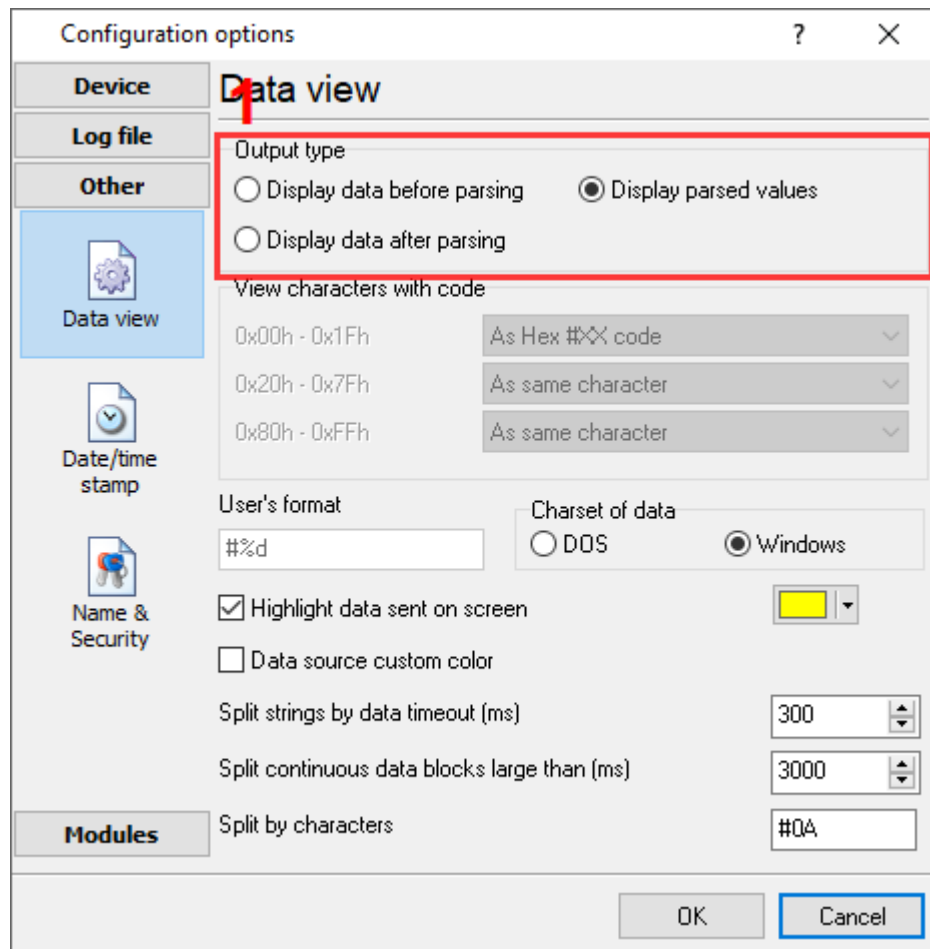 Configuration options ?
Device
Log file
Other
Data view
Date/time
stamp
Name &
Security
Modules
Data view
1
Output type
Display data before parsing Display parsed values
Display data after parsing
View characters with code
0x00h - 0x1Fh As Hex #XX code
0x20h - 0x7Fh As same character
0x80h - 0xFFh As same character
User's format
#%d
Charset of data
DOS Windows
Highlight data sent on screen
Data source custom color
Split strings by data timeout (ms) 300
Split continuous data blocks large than (ms) 3000
Split by characters #0A
OK Cancel